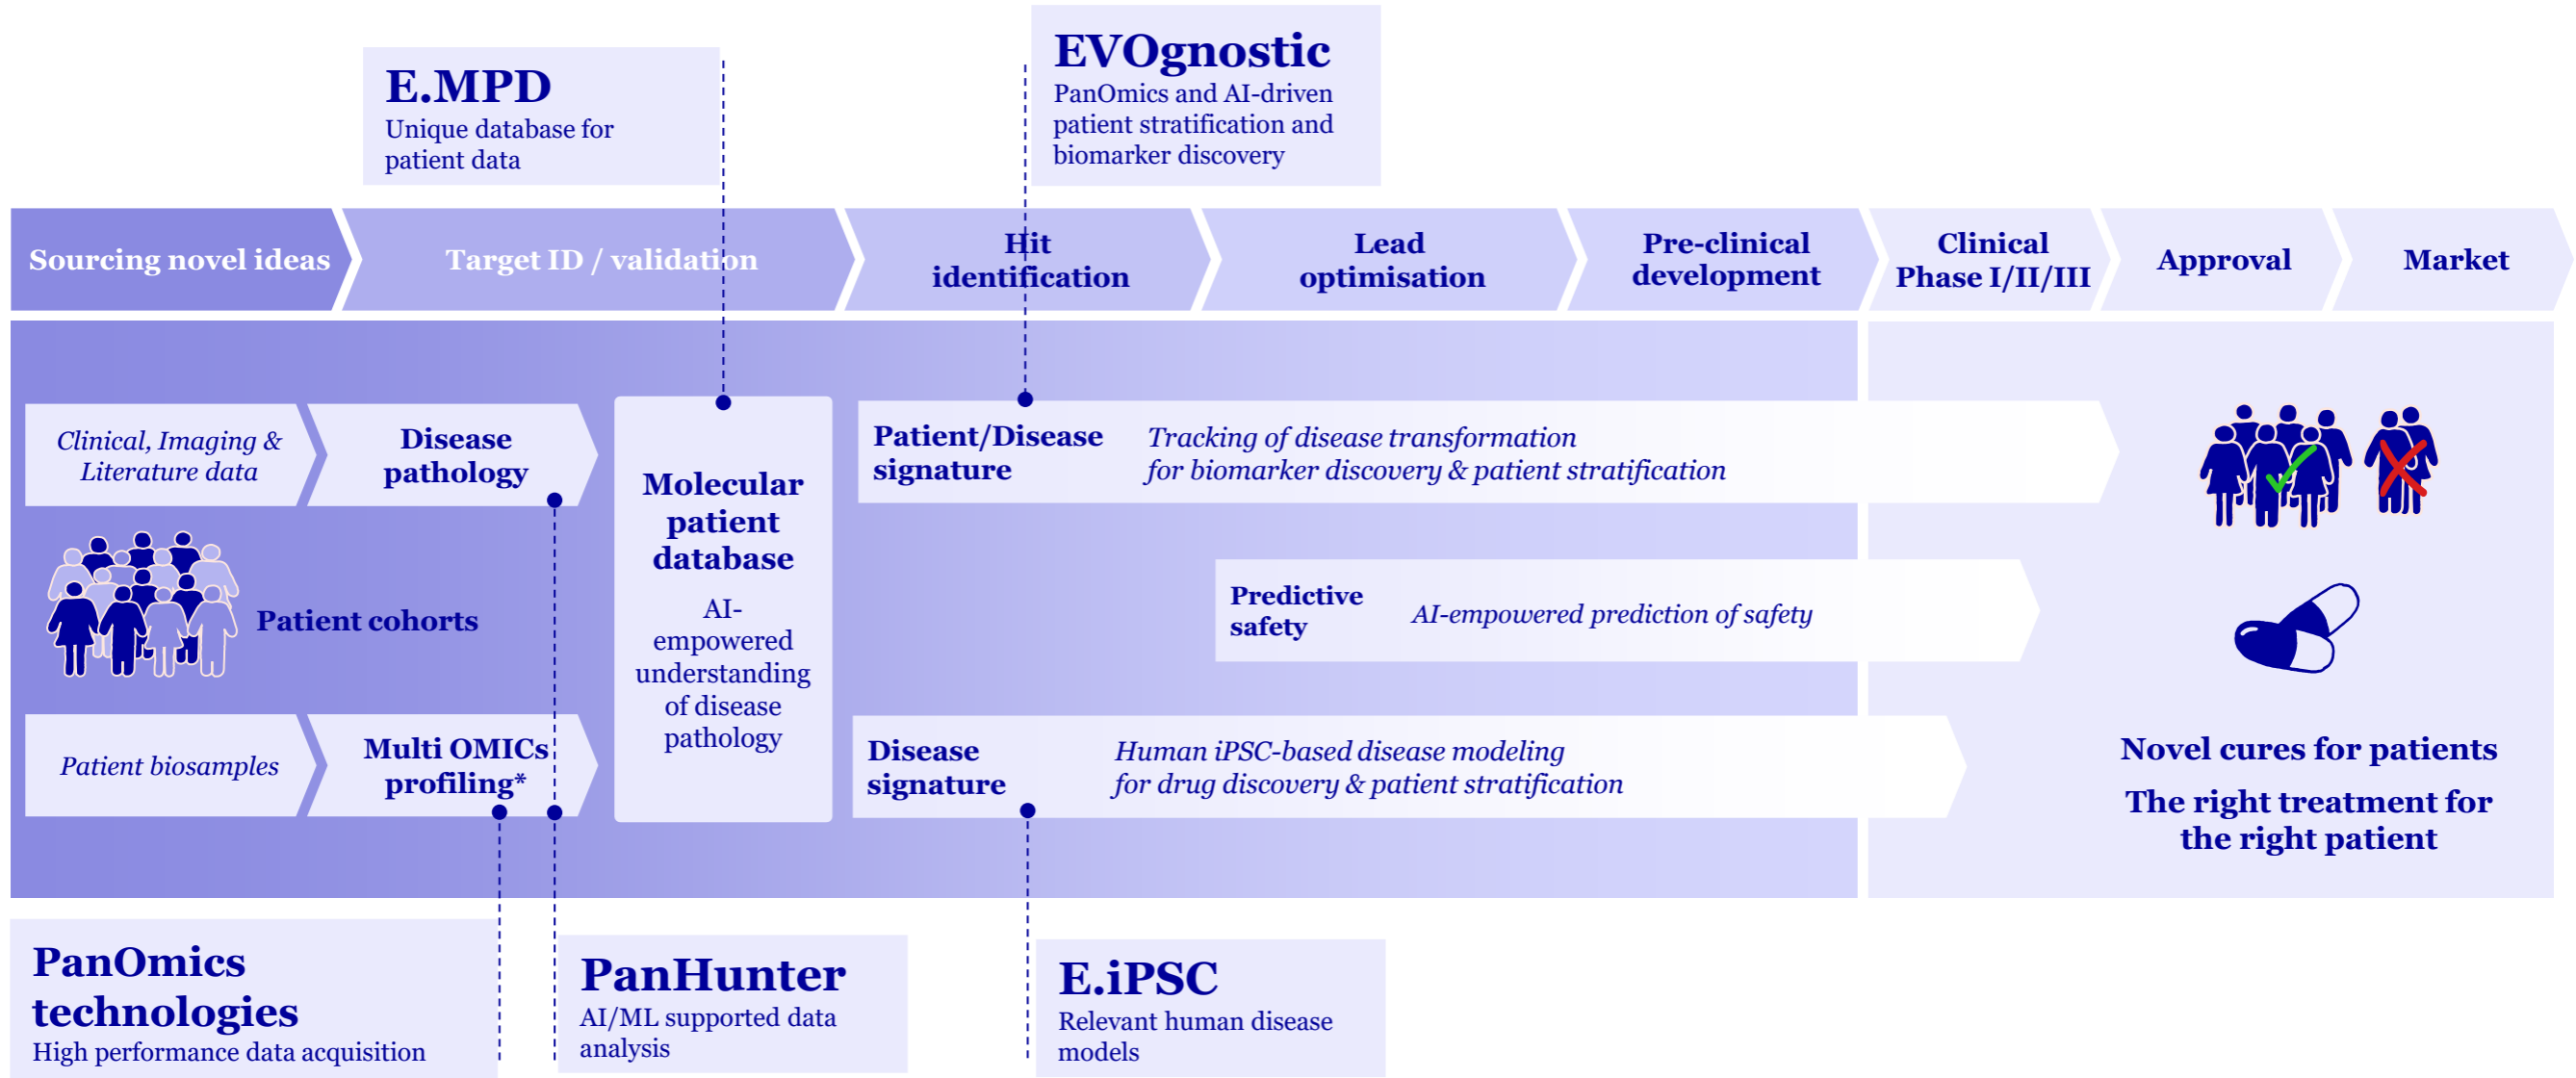 E.MPD
Unique database for
patient data
EVOgnostic
PanOmics and AI-driven
patient stratification and
biomarker discovery
Sourcing novel ideas
Target ID / validation
Hit
identification
Lead
optimisation
Pre-clinical
development
Clinical
Phase I/II/III
Approval
Market
Clinical, Imaging &
Literature data
Disease
pathology
Patient cohorts
Patient biosamples
Multi OMICs
profiling*
Molecular
patient
database
AI-
empowered
understanding
of disease
pathology
Patient/Disease
signature
Tracking of disease transformation
for biomarker discovery & patient stratification
Predictive
safety
AI-empowered prediction of safety
Disease
signature
Human iPSC-based disease modeling
for drug discovery & patient stratification
Novel cures for patients
The right treatment for
the right patient
PanOmics
technologies
High performance data acquisition
PanHunter
AI/ML supported data
analysis
E.iPSC
Relevant human disease
models